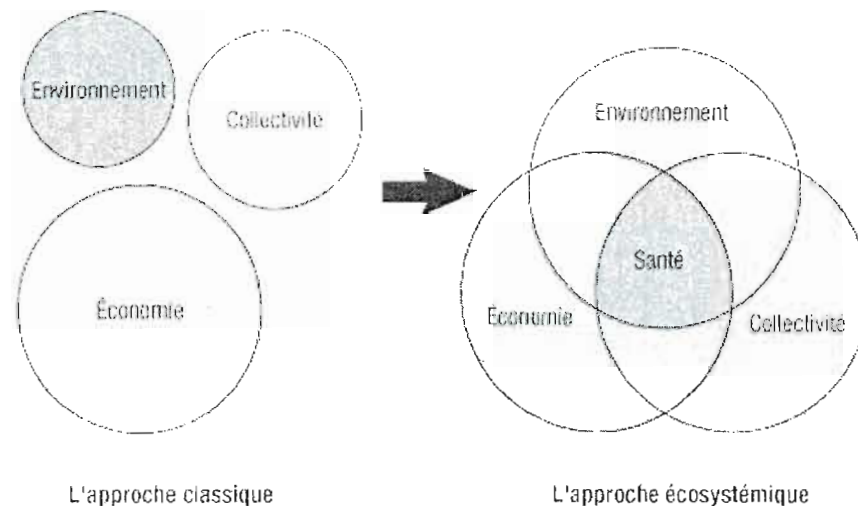 Environnement
Collectivité
Économie
L'approche classique
Environnement
Santé
Économie
Collectivité
L'approche écosystémique